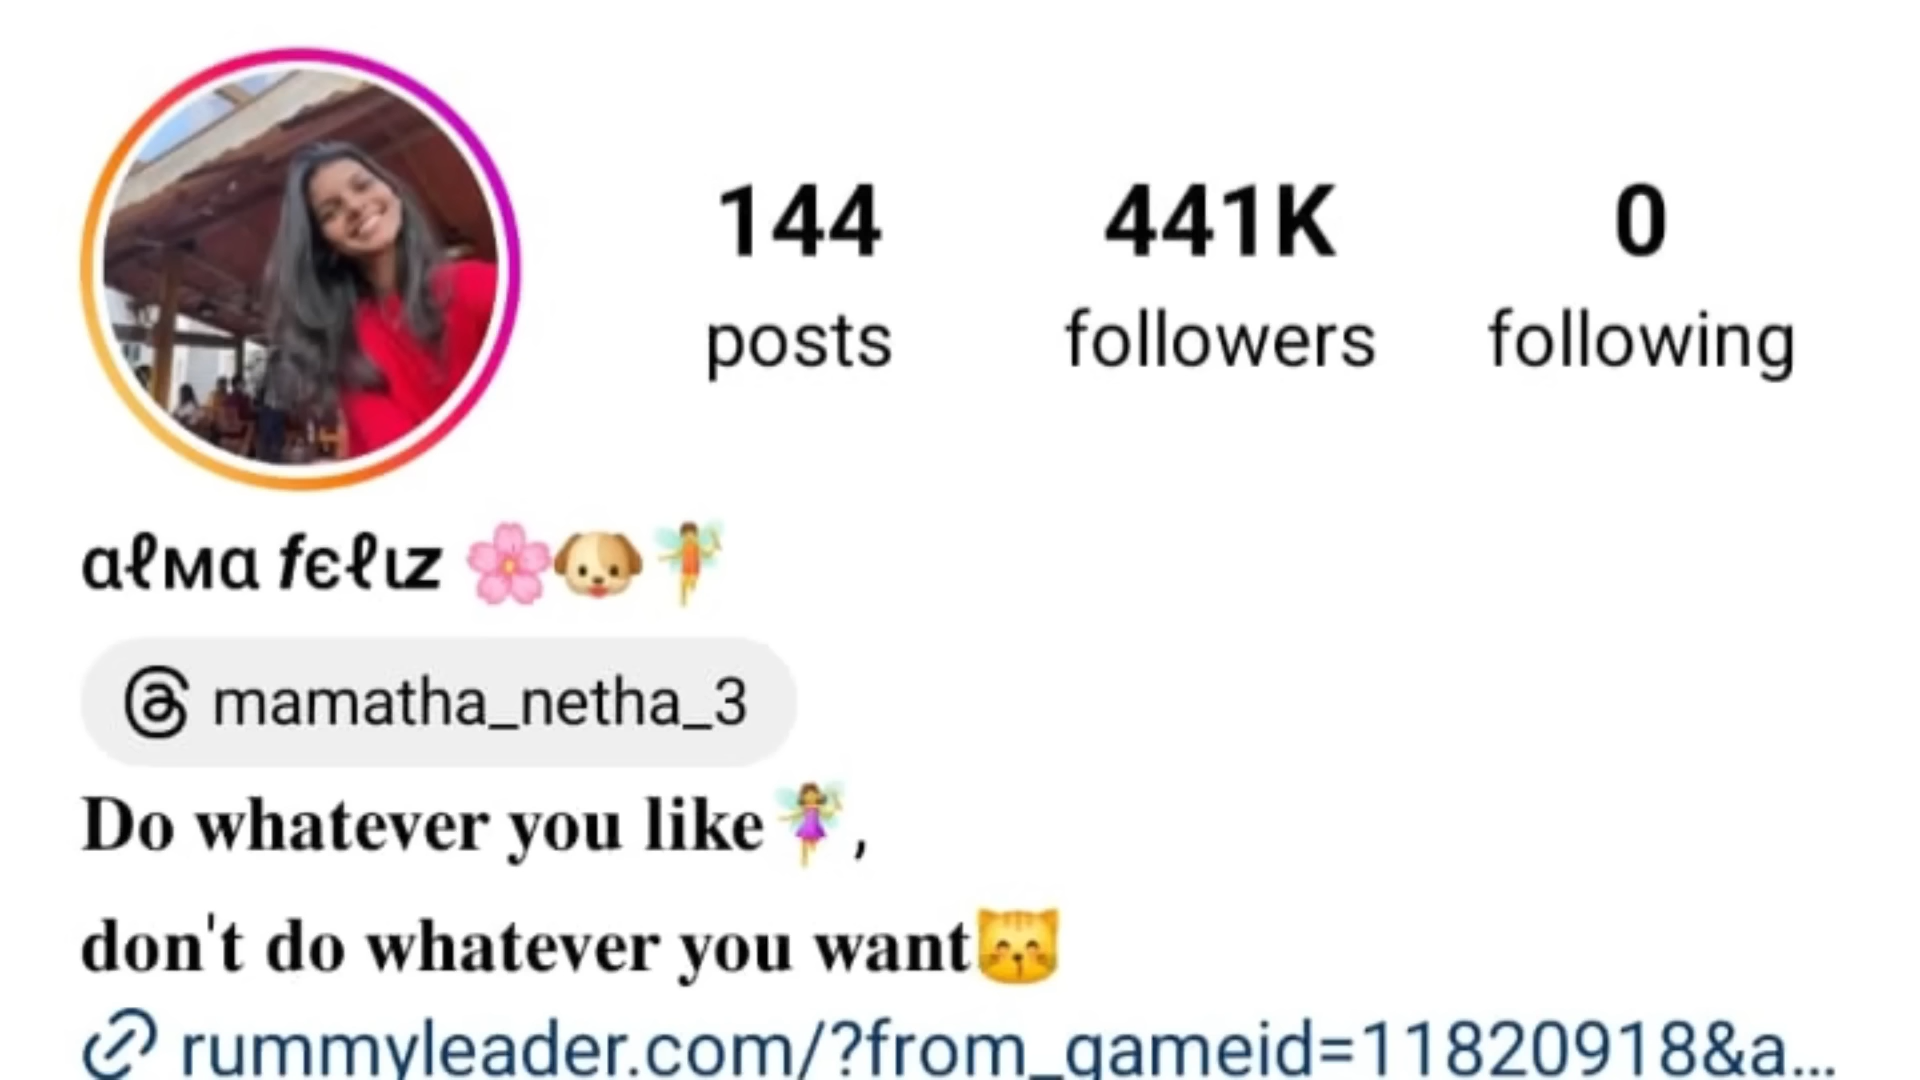 144 441K 0
posts followers following
αℓмα fєℓιz 🌸🐶🧚
mamatha_netha_3
𝐃𝐨 𝐰𝐡𝐚𝐭𝐞𝐯𝐞𝐫 𝐲𝐨𝐮 𝐥𝐢𝐤𝐞🧚‍♀️,
𝐝𝐨𝐧'𝐭 𝐝𝐨 𝐰𝐡𝐚𝐭𝐞𝐯𝐞𝐫 𝐲𝐨𝐮 𝐰𝐚𝐧𝐭😽
rummyleader.com/?from_gameid=11820918&a...